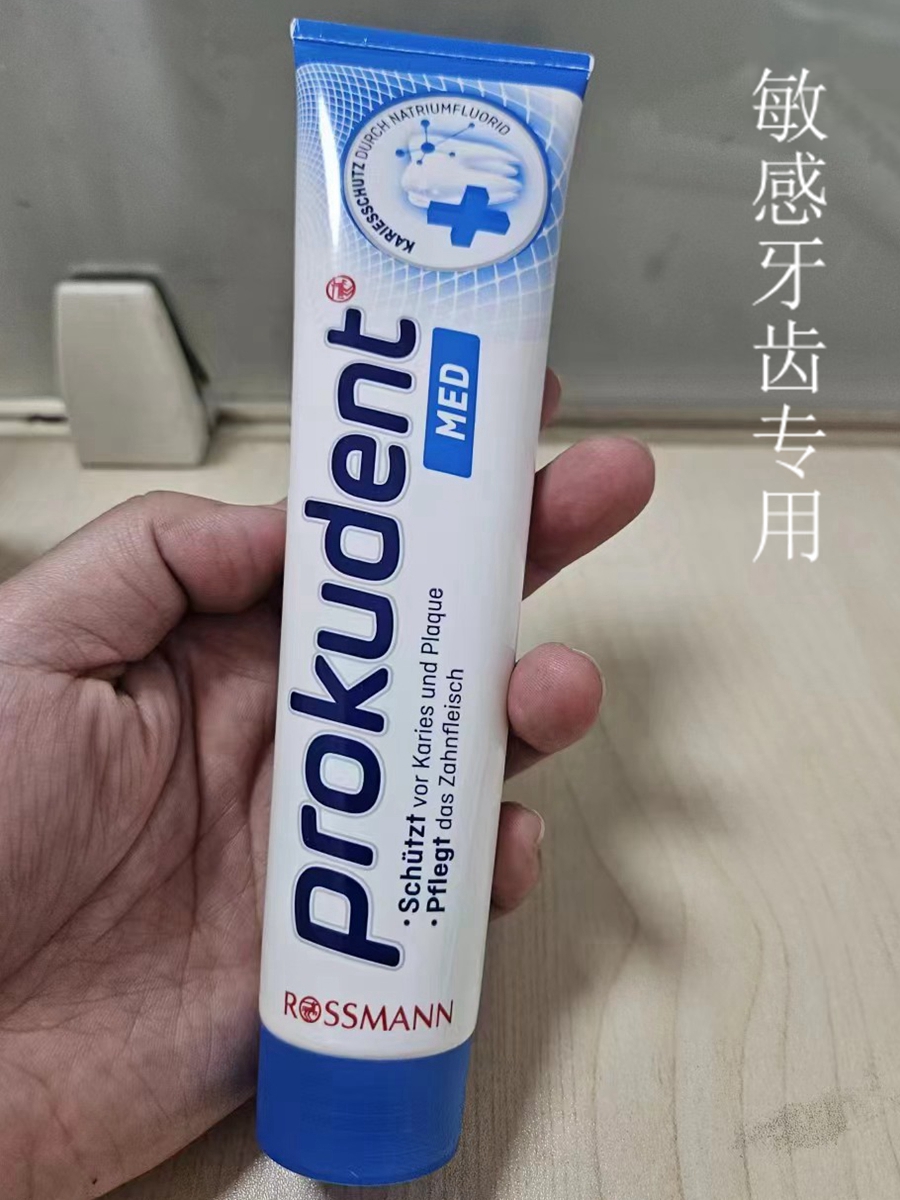 KARIESSCHUTZ DURCH NATRIUMFLUORID
prokudent
MED
• Schützt vor Karies und Plaque
• Pflegt das Zahnfleisch
ROSSMANN
敏感牙齿专用